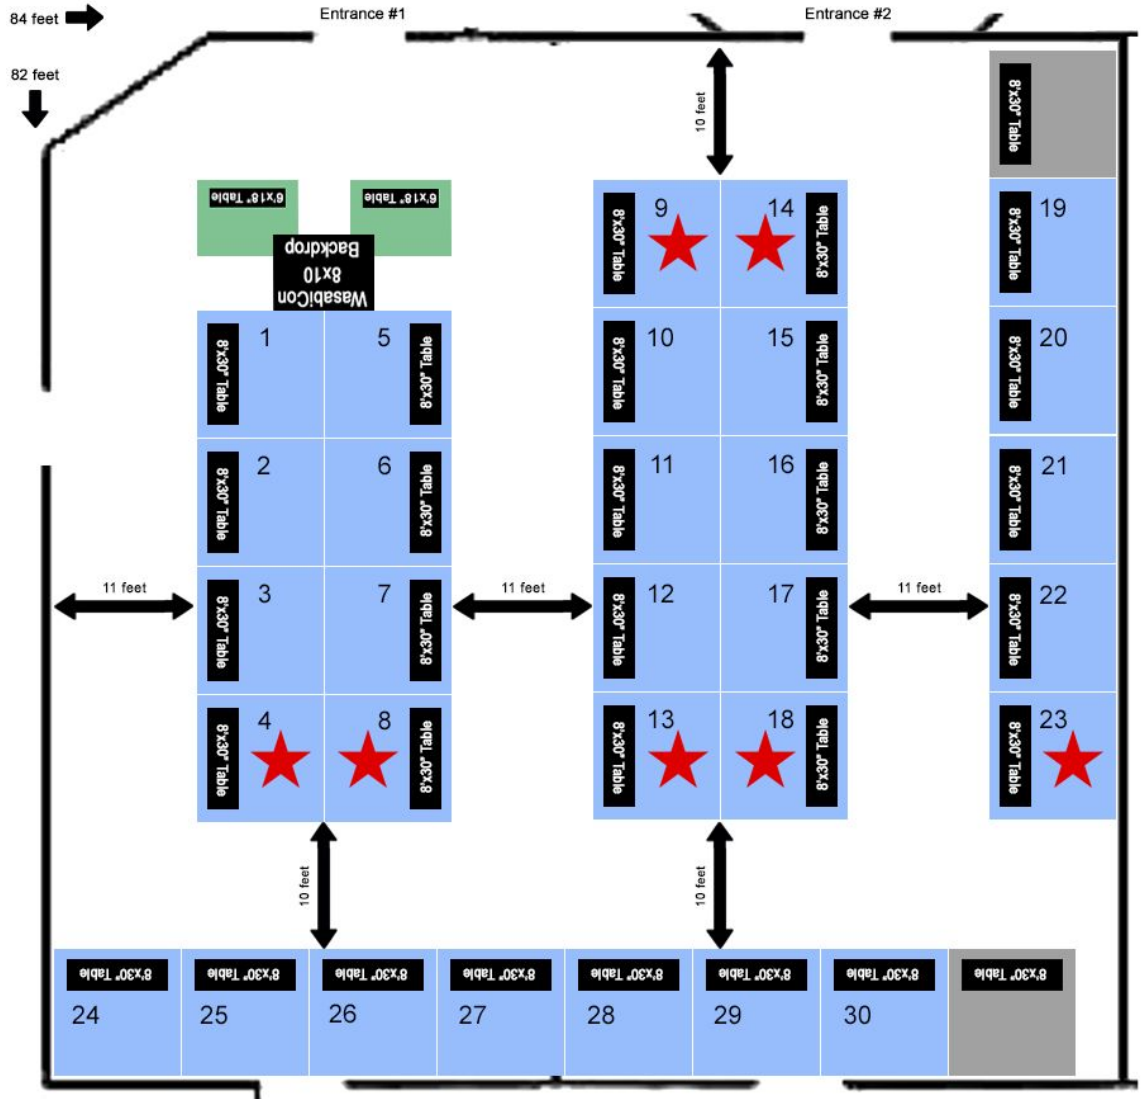 84 feet
Entrance #1
Entrance #2
82 feet
10 feet
8'x30" Table
6'x18" Table
6'x18" Table
WasabiCon
8x10
Backdrop
8'x30" Table
9
14
8'x30" Table
8'x30" Table
19
8'x30" Table
1
5
8'x30" Table
8'x30" Table
10
15
8'x30" Table
8'x30" Table
20
8'x30" Table
2
6
8'x30" Table
8'x30" Table
11
16
8'x30" Table
8'x30" Table
21
11 feet
8'x30" Table
3
7
8'x30" Table
11 feet
8'x30" Table
12
17
8'x30" Table
11 feet
8'x30" Table
22
8'x30" Table
4
8
8'x30" Table
8'x30" Table
13
18
8'x30" Table
8'x30" Table
23
10 feet
10 feet
8'x30" Table
8'x30" Table
8'x30" Table
8'x30" Table
8'x30" Table
8'x30" Table
8'x30" Table
8'x30" Table
24
25
26
27
28
29
30